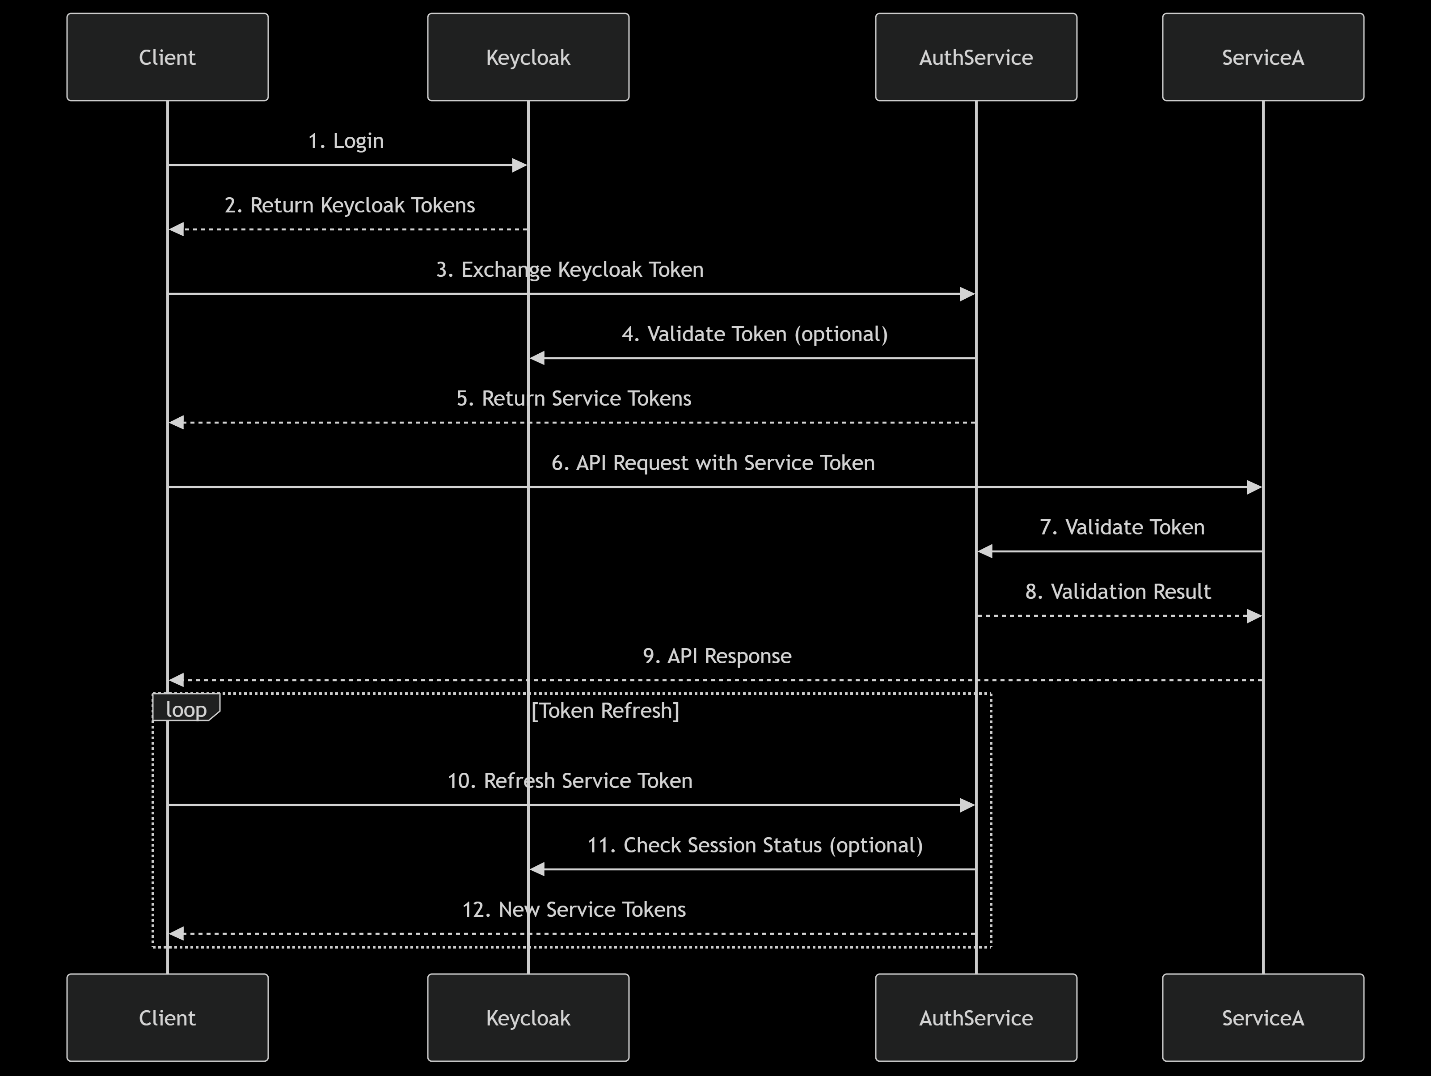 Client
Keycloak
AuthService
ServiceA
1. Login
2. Return Keycloak Tokens
3. Exchange Keycloak Token
4. Validate Token (optional)
5. Return Service Tokens
6. API Request with Service Token
7. Validate Token
8. Validation Result
9. API Response
loop
[Token Refresh]
10. Refresh Service Token
11. Check Session Status (optional)
12. New Service Tokens
Client
Keycloak
AuthService
ServiceA